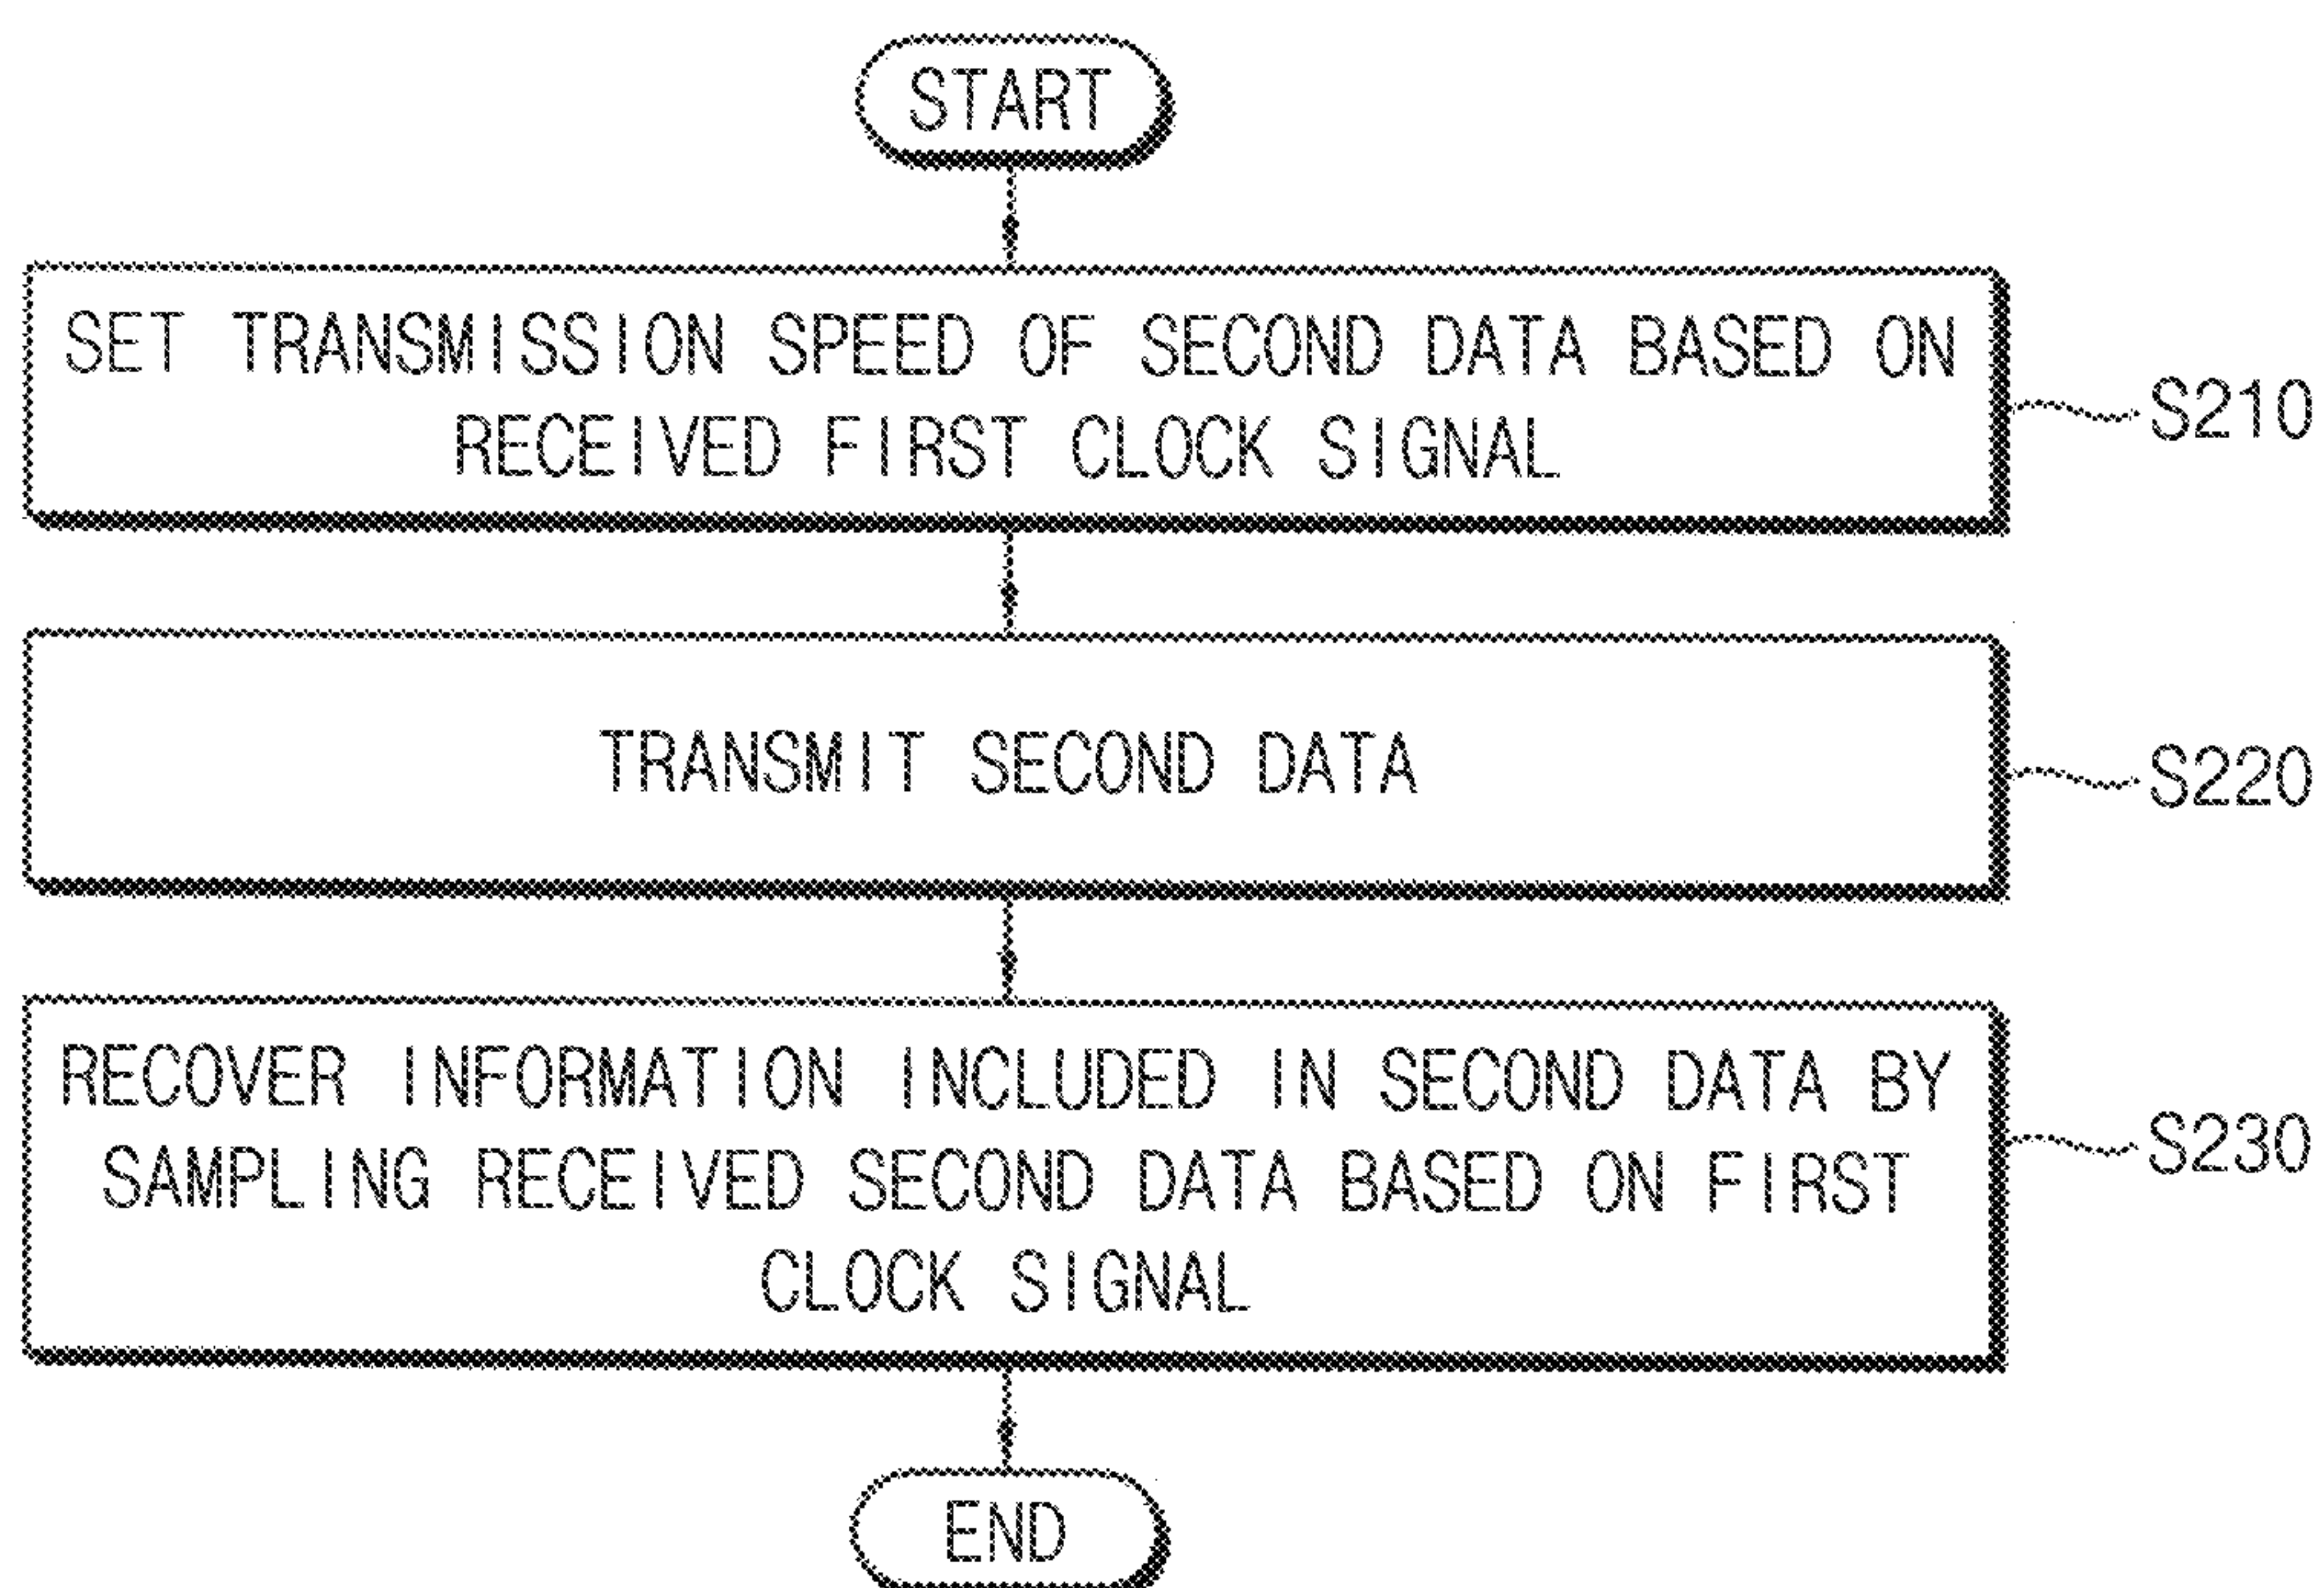 START
SET TRANSMISSION SPEED OF SECOND DATA BASED ON
RECEIVED FIRST CLOCK SIGNAL
S210
TRANSMIT SECOND DATA
S220
RECOVER INFORMATION INCLUDED IN SECOND DATA BY
SAMPLING RECEIVED SECOND DATA BASED ON FIRST
CLOCK SIGNAL
S230
END